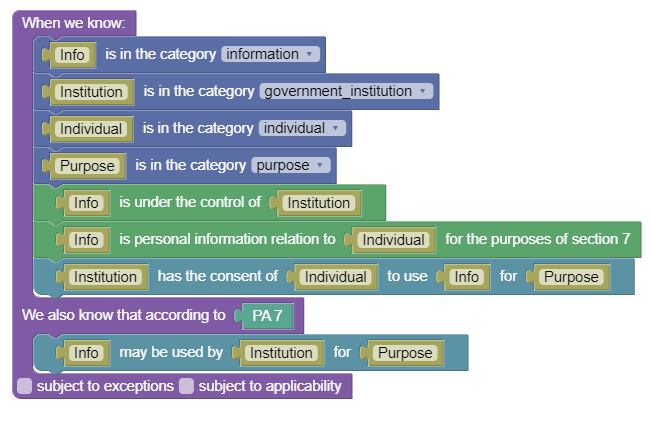 When we know:
Info is in the category information
Institution is in the category government_institution
Individual is in the category individual
Purpose is in the category purpose
Info is under the control of Institution
Info is personal information relation to Individual for the purposes of section 7
Institution has the consent of Individual to use Info for Purpose
We also know that according to PA 7
Info may be used by Institution for Purpose
subject to exceptions subject to applicability